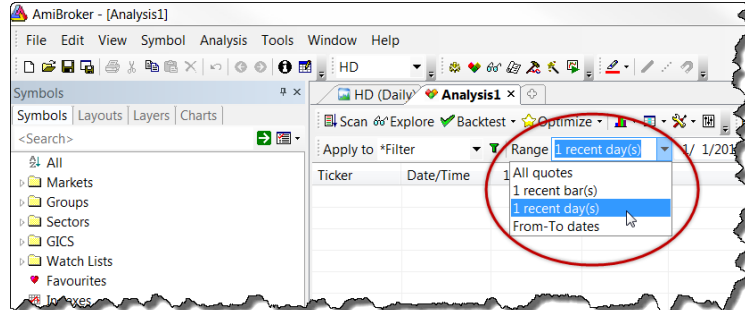 AmiBroker - [Analysis1]
File Edit View Symbol Analysis Tools Window Help
HD
Symbols
HD (Daily) Analysis1
Symbols Layouts Layers Charts
Scan Explore Backtest Optimize
<Search>
Apply to *Filter Range 1 recent day(s) 1/ 1/201
All
Ticker Date/Time
All quotes
Markets
1 recent bar(s)
Groups
1 recent day(s)
Sectors
From-To dates
GICS
Watch Lists
Favourites
Indexes